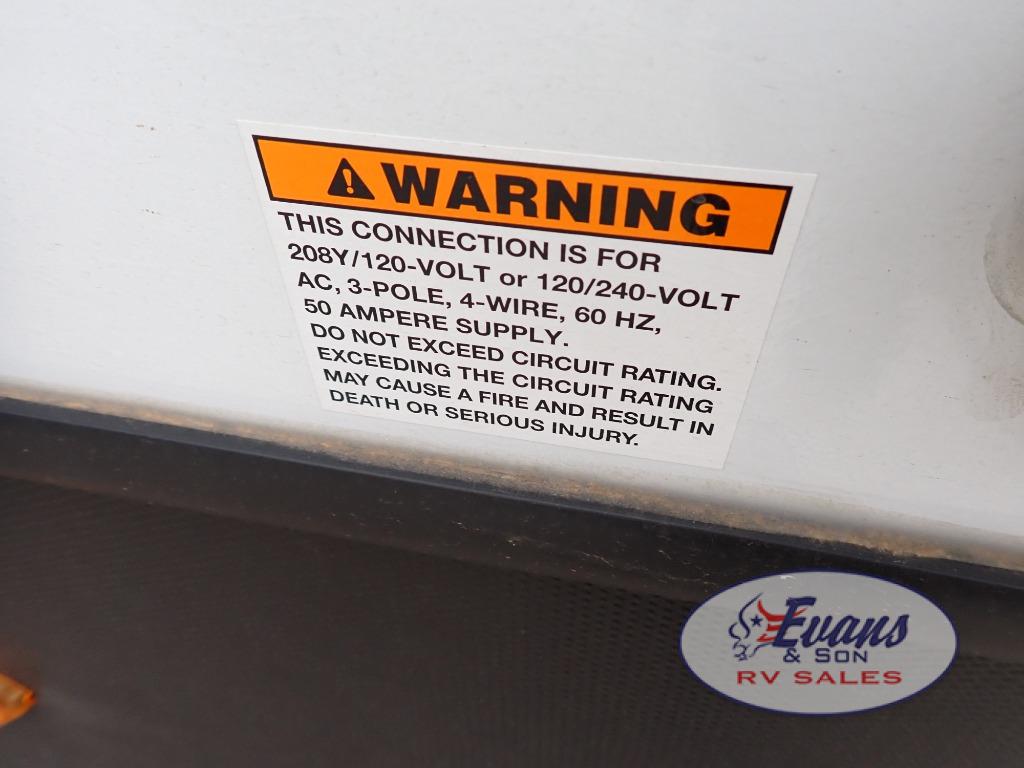 WARNING
THIS CONNECTION IS FOR
208Y/120-VOLT or 120/240-VOLT
AC, 3-POLE, 4-WIRE, 60 HZ,
50 AMPERE SUPPLY.
DO NOT EXCEED CIRCUIT RATING.
EXCEEDING THE CIRCUIT RATING
MAY CAUSE A FIRE AND RESULT IN
DEATH OR SERIOUS INJURY.
Evans
& SON
RV SALES